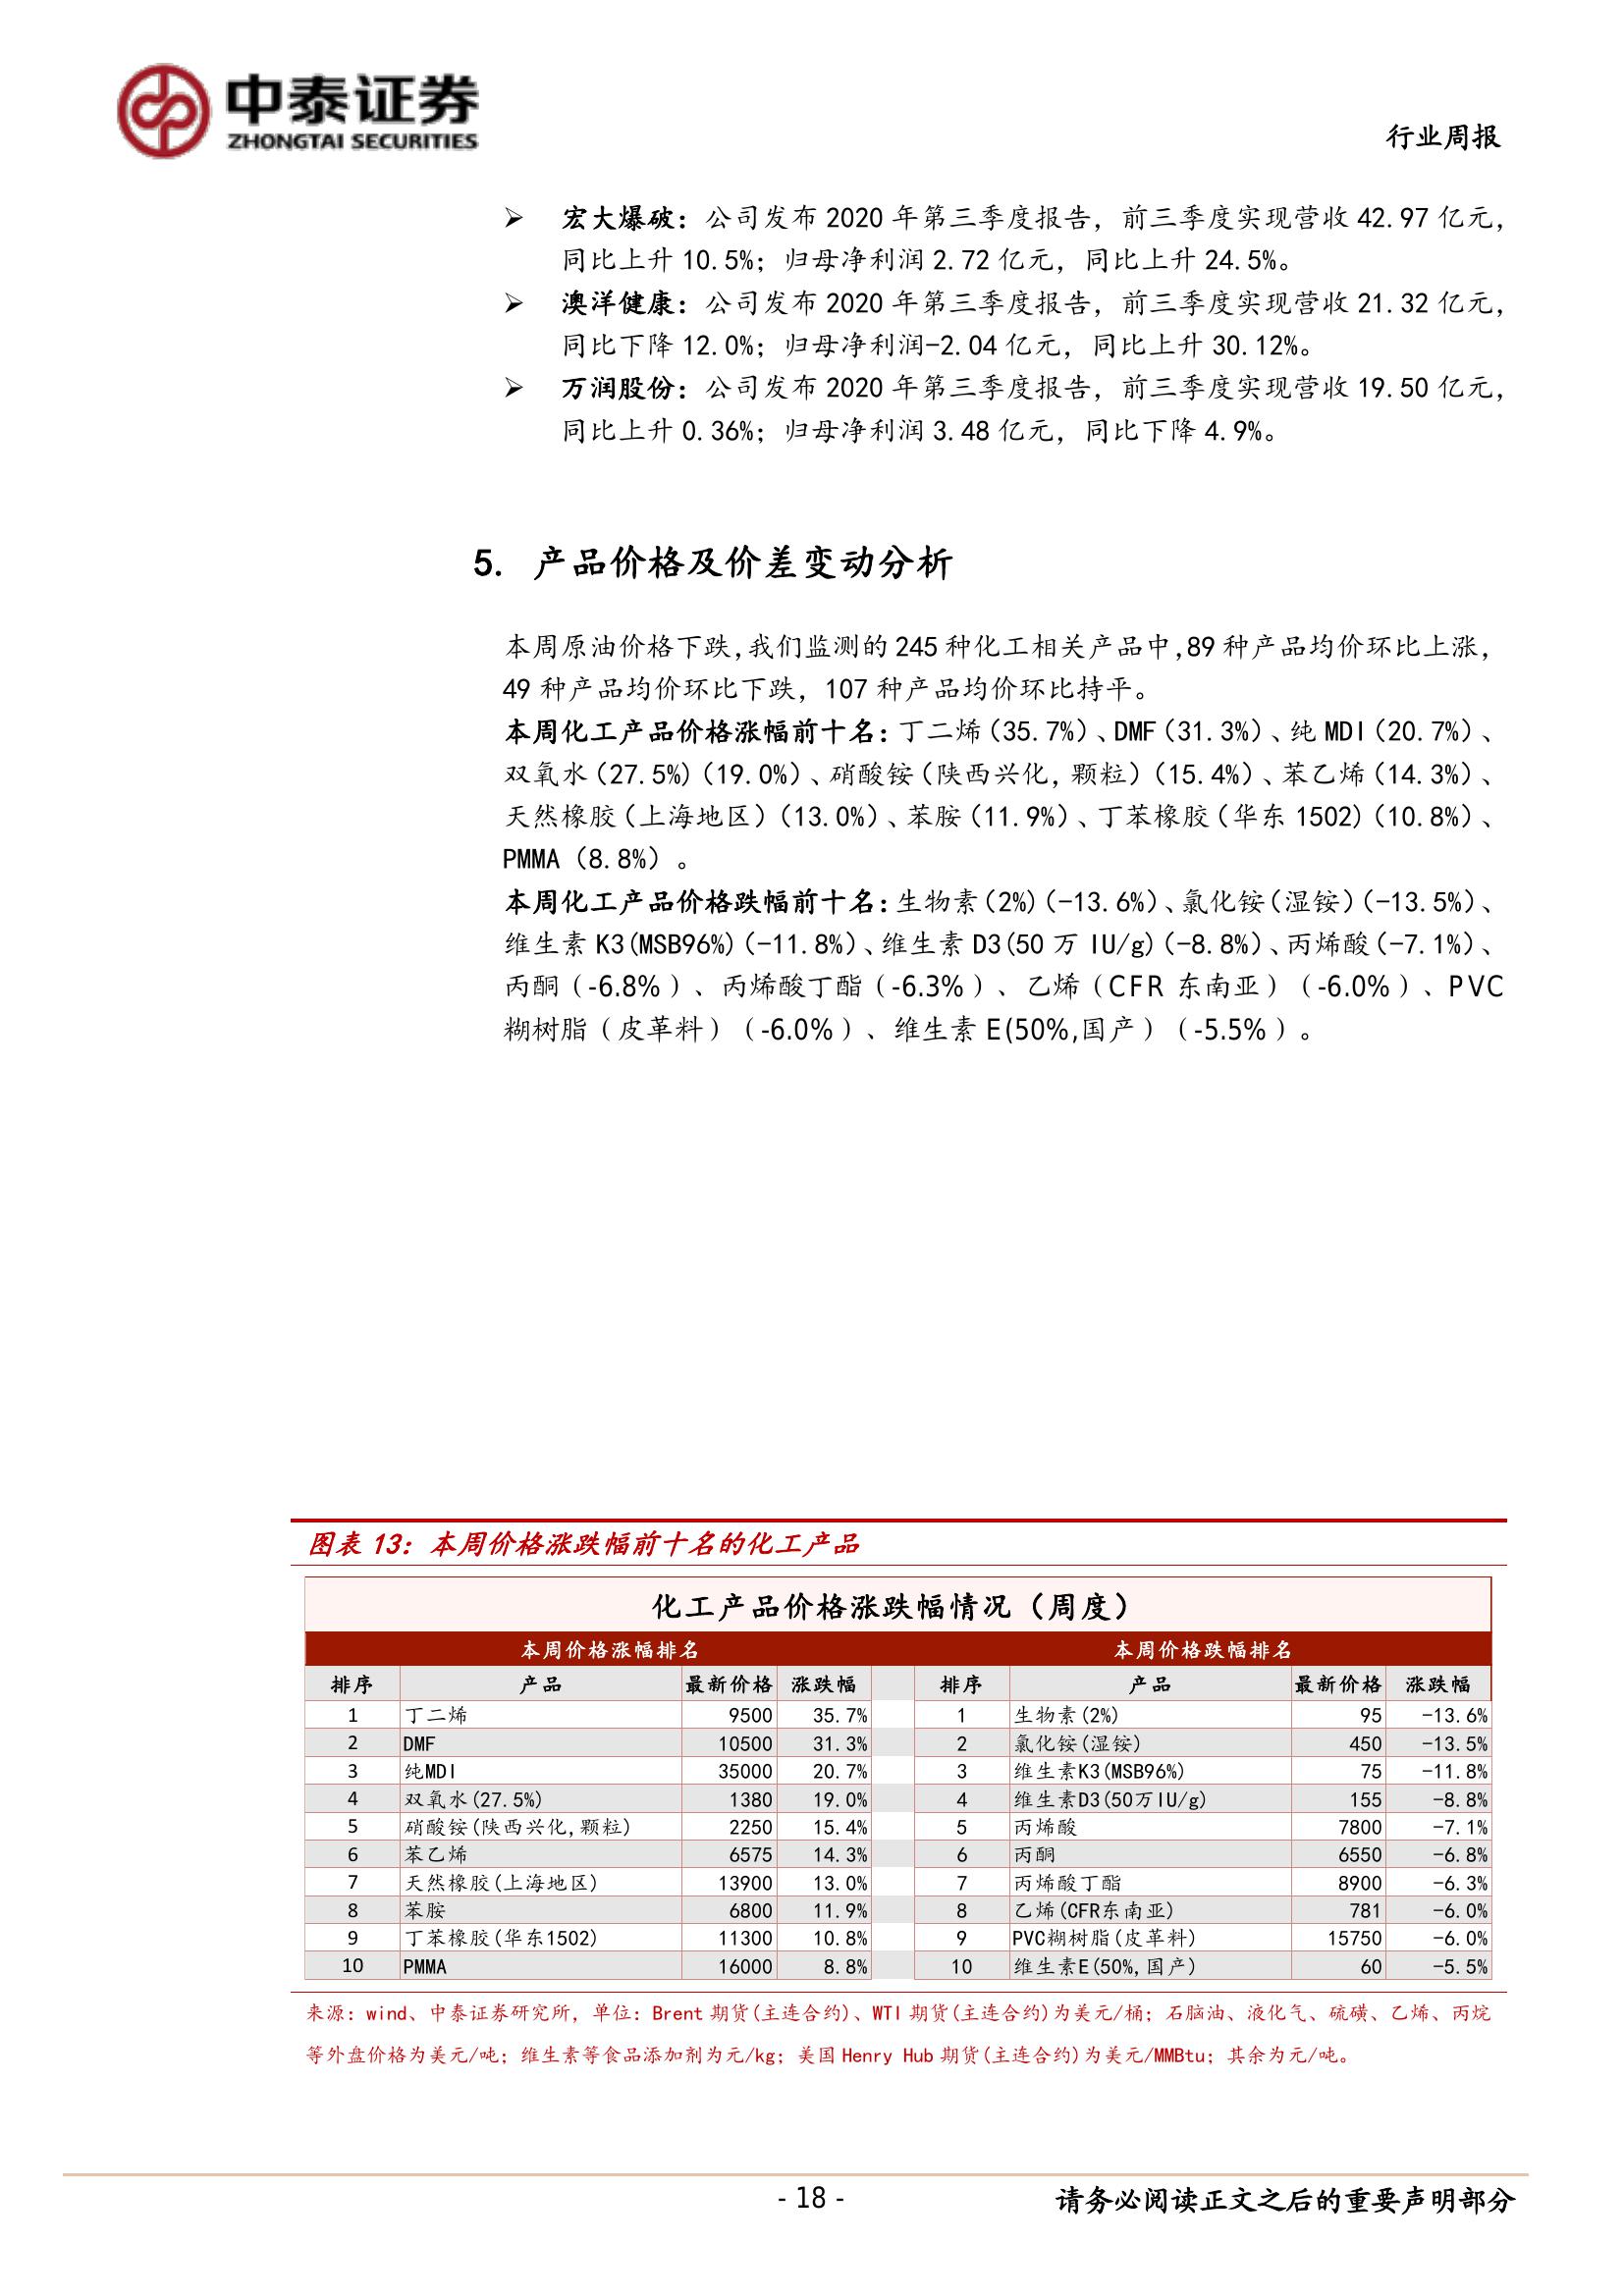 中泰证券
ZHONGTAI SECURITIES
行业周报
➢ 宏大爆破：公司发布 2020 年第三季度报告，前三季度实现营收 42.97 亿元，
同比上升 10.5%；归母净利润 2.72 亿元，同比上升 24.5%。
➢ 澳洋健康：公司发布 2020 年第三季度报告，前三季度实现营收 21.32 亿元，
同比下降 12.0%；归母净利润-2.04 亿元，同比上升 30.12%。
➢ 万润股份：公司发布 2020 年第三季度报告，前三季度实现营收 19.50 亿元，
同比上升 0.36%；归母净利润 3.48 亿元，同比下降 4.9%。
5. 产品价格及价差变动分析
本周原油价格下跌,我们监测的 245 种化工相关产品中,89 种产品均价环比上涨，
49 种产品均价环比下跌，107 种产品均价环比持平。
本周化工产品价格涨幅前十名：丁二烯（35.7%）、DMF（31.3%）、纯 MDI（20.7%）、
双氧水（27.5%)（19.0%）、硝酸铵（陕西兴化, 颗粒）（15.4%）、苯乙烯（14.3%）、
天然橡胶（上海地区）（13.0%）、苯胺（11.9%）、丁苯橡胶（华东 1502)（10.8%）、
PMMA（8.8%）。
本周化工产品价格跌幅前十名：生物素（2%)（-13.6%）、氯化铵（湿铵）（-13.5%）、
维生素 K3(MSB96%)（-11.8%）、维生素 D3(50 万 IU/g)（-8.8%）、丙烯酸（-7.1%）、
丙酮（-6.8%）、丙烯酸丁酯（-6.3%）、乙烯（CFR 东南亚）（-6.0%）、PVC
糊树脂（皮革料）（-6.0%）、维生素 E(50%,国产）（-5.5%）。
图表 13：本周价格涨跌幅前十名的化工产品
化工产品价格涨跌幅情况（周度）
本周价格涨幅排名 本周价格跌幅排名
排序 产品 最新价格 涨跌幅 排序 产品 最新价格 涨跌幅
1 丁二烯 9500 35.7% 1 生物素(2%) 95 -13.6%
2 DMF 10500 31.3% 2 氯化铵(湿铵) 450 -13.5%
3 纯MDI 35000 20.7% 3 维生素K3(MSB96%) 75 -11.8%
4 双氧水(27.5%) 1380 19.0% 4 维生素D3(50万IU/g) 155 -8.8%
5 硝酸铵(陕西兴化,颗粒) 2250 15.4% 5 丙烯酸 7800 -7.1%
6 苯乙烯 6575 14.3% 6 丙酮 6550 -6.8%
7 天然橡胶(上海地区) 13900 13.0% 7 丙烯酸丁酯 8900 -6.3%
8 苯胺 6800 11.9% 8 乙烯(CFR东南亚) 781 -6.0%
9 丁苯橡胶(华东1502) 11300 10.8% 9 PVC糊树脂(皮革料) 15750 -6.0%
10 PMMA 16000 8.8% 10 维生素E(50%,国产) 60 -5.5%
来源：wind、中泰证券研究所，单位：Brent 期货(主连合约)、WTI 期货(主连合约)为美元/桶；石脑油、液化气、硫磺、乙烯、丙烷
等外盘价格为美元/吨；维生素等食品添加剂为元/kg；美国 Henry Hub 期货(主连合约)为美元/MMBtu；其余为元/吨。
- 18 -
请务必阅读正文之后的重要声明部分